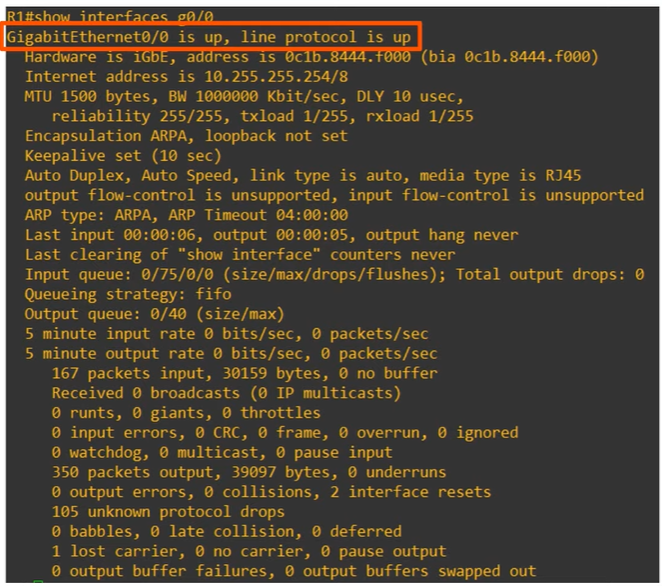 R1#show interfaces g0/0
GigabitEthernet0/0 is up, line protocol is up
Hardware is iGbE, address is 0c1b.8444.f000 (bia 0c1b.8444.f000)
Internet address is 10.255.255.254/8
MTU 1500 bytes, BW 1000000 Kbit/sec, DLY 10 usec,
reliability 255/255, txload 1/255, rxload 1/255
Encapsulation ARPA, loopback not set
Keepalive set (10 sec)
Auto Duplex, Auto Speed, link type is auto, media type is RJ45
output flow-control is unsupported, input flow-control is unsupported
ARP type: ARPA, ARP Timeout 04:00:00
Last input 00:00:06, output 00:00:05, output hang never
Last clearing of "show interface" counters never
Input queue: 0/75/0/0 (size/max/drops/flushes); Total output drops: 0
Queueing strategy: fifo
Output queue: 0/40 (size/max)
5 minute input rate 0 bits/sec, 0 packets/sec
5 minute output rate 0 bits/sec, 0 packets/sec
167 packets input, 30159 bytes, 0 no buffer
Received 0 broadcasts (0 IP multicasts)
0 runts, 0 giants, 0 throttles
0 input errors, 0 CRC, 0 frame, 0 overrun, 0 ignored
0 watchdog, 0 multicast, 0 pause input
350 packets output, 39097 bytes, 0 underruns
0 output errors, 0 collisions, 2 interface resets
105 unknown protocol drops
0 babbles, 0 late collision, 0 deferred
1 lost carrier, 0 no carrier, 0 pause output
0 output buffer failures, 0 output buffers swapped out